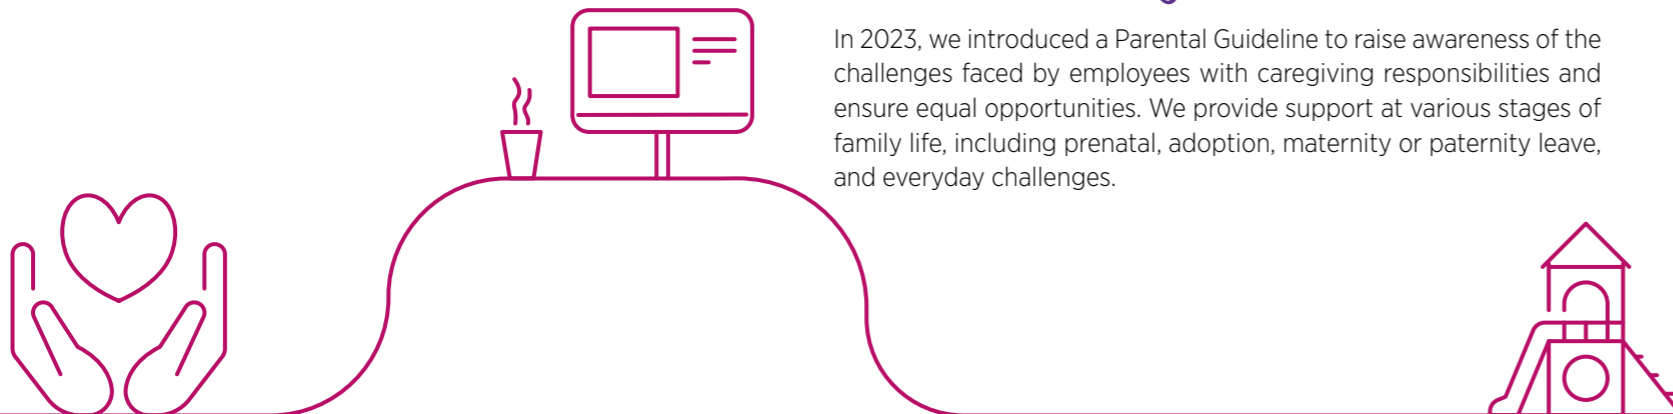 In 2023, we introduced a Parental Guideline to raise awareness of the
challenges faced by employees with caregiving responsibilities and
ensure equal opportunities. We provide support at various stages of
family life, including prenatal, adoption, maternity or paternity leave,
and everyday challenges.